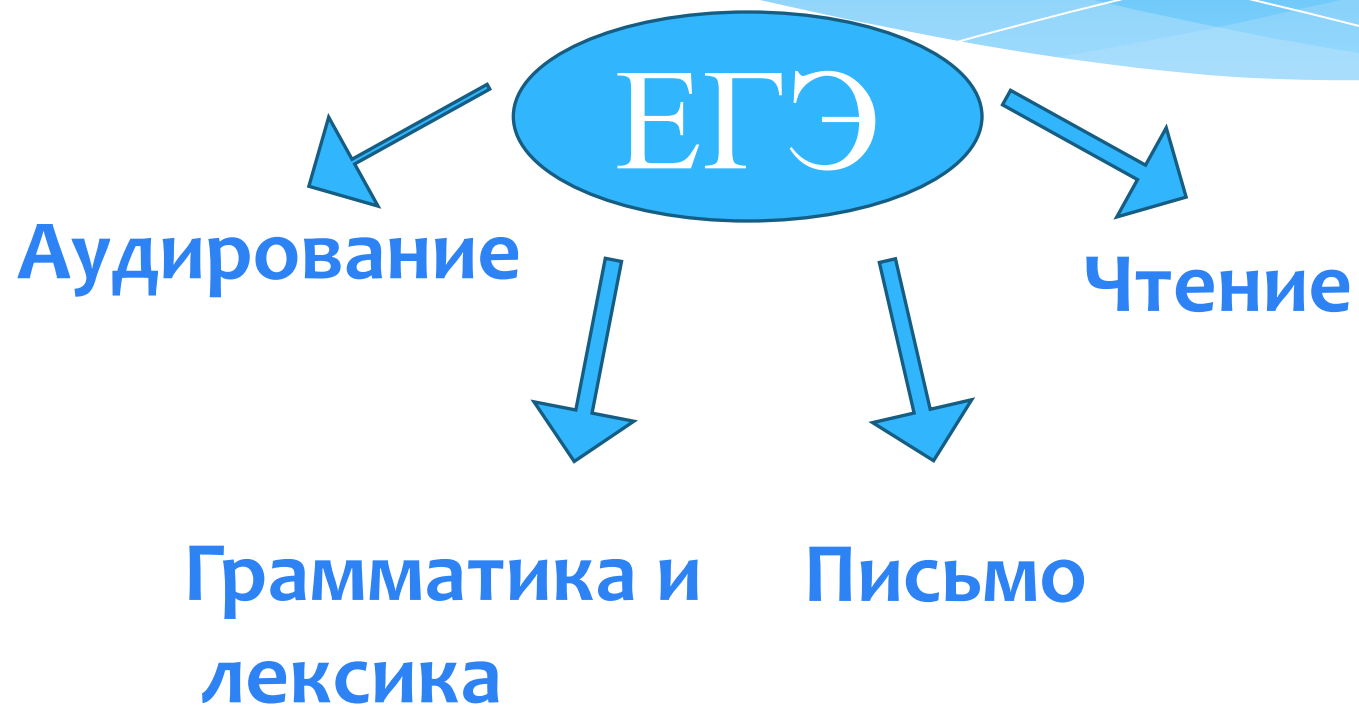 ЕГЭ
Аудирование
Чтение
Грамматика и
лексика
Письмо